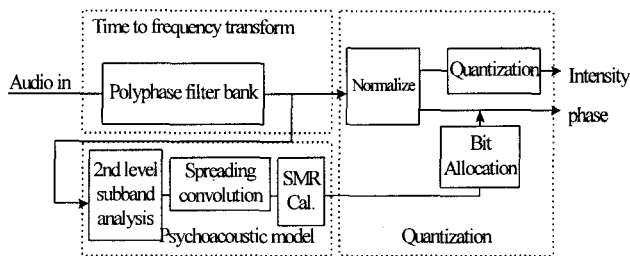 Time to frequency transform
Audio in
Polyphase filter bank
Normalize
Quantization
Intensity
phase
Bit
Allocation
2nd level
subband
analysis
Spreading
convolution
SMR
Cal.
Psychoacoustic model
Quantization